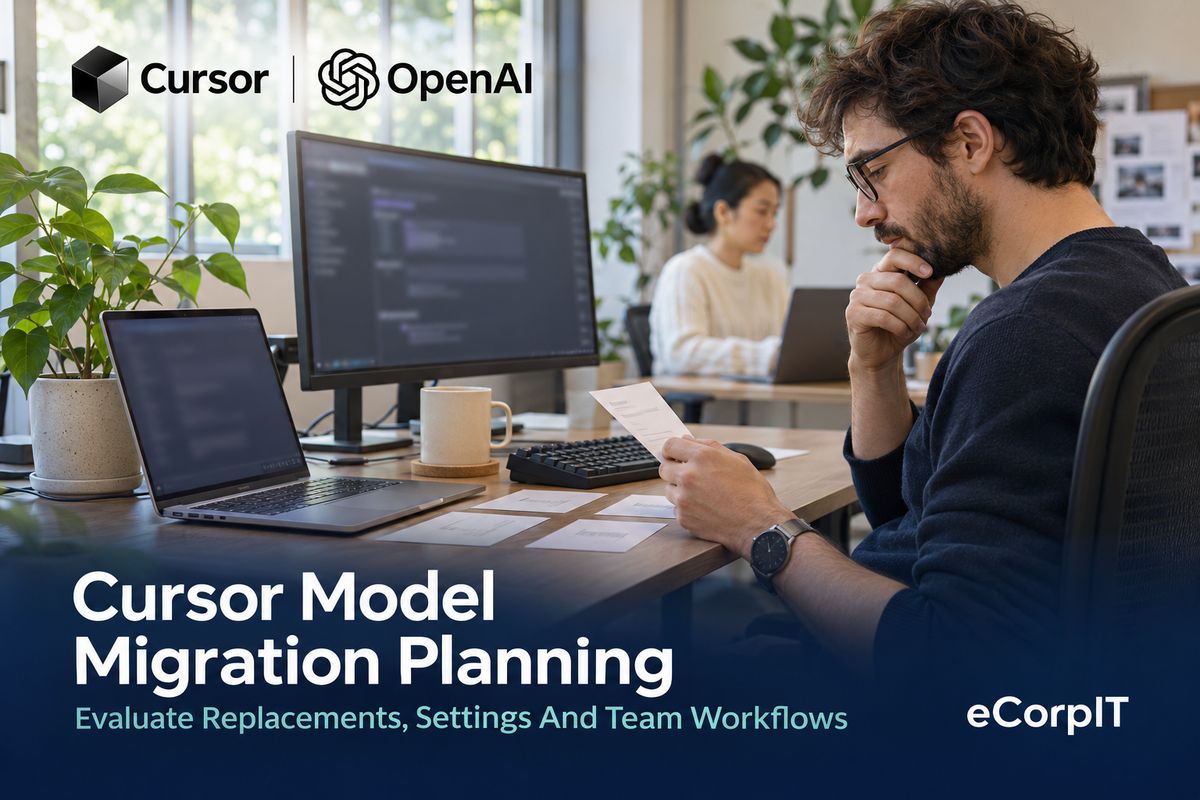 Cursor
OpenAI
Cursor Model
Migration Planning
Evaluate Replacements, Settings And Team Workflows
eCorpIT